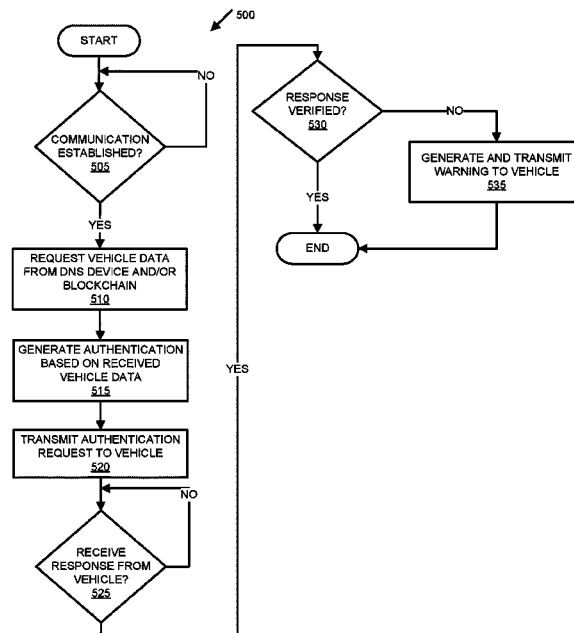 500
START
NO
COMMUNICATION
ESTABLISHED?
505
YES
REQUEST VEHICLE DATA
FROM DNS DEVICE AND/OR
BLOCKCHAIN
510
GENERATE AUTHENTICATION
BASED ON RECEIVED
VEHICLE DATA
515
TRANSMIT AUTHENTICATION
REQUEST TO VEHICLE
520
NO
RECEIVE
RESPONSE FROM
VEHICLE?
525
YES
RESPONSE
VERIFIED?
530
NO
GENERATE AND TRANSMIT
WARNING TO VEHICLE
535
YES
END